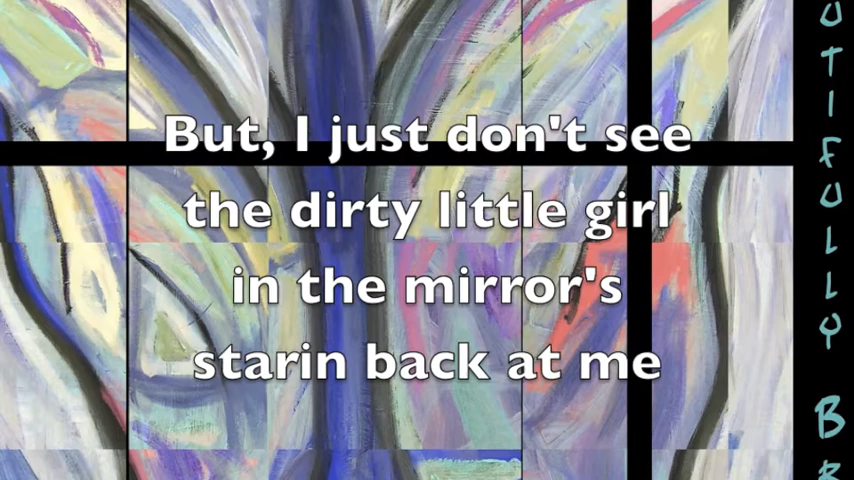 But, I just don't see
the dirty little girl
in the mirror's
starin back at me
UTIFULLY